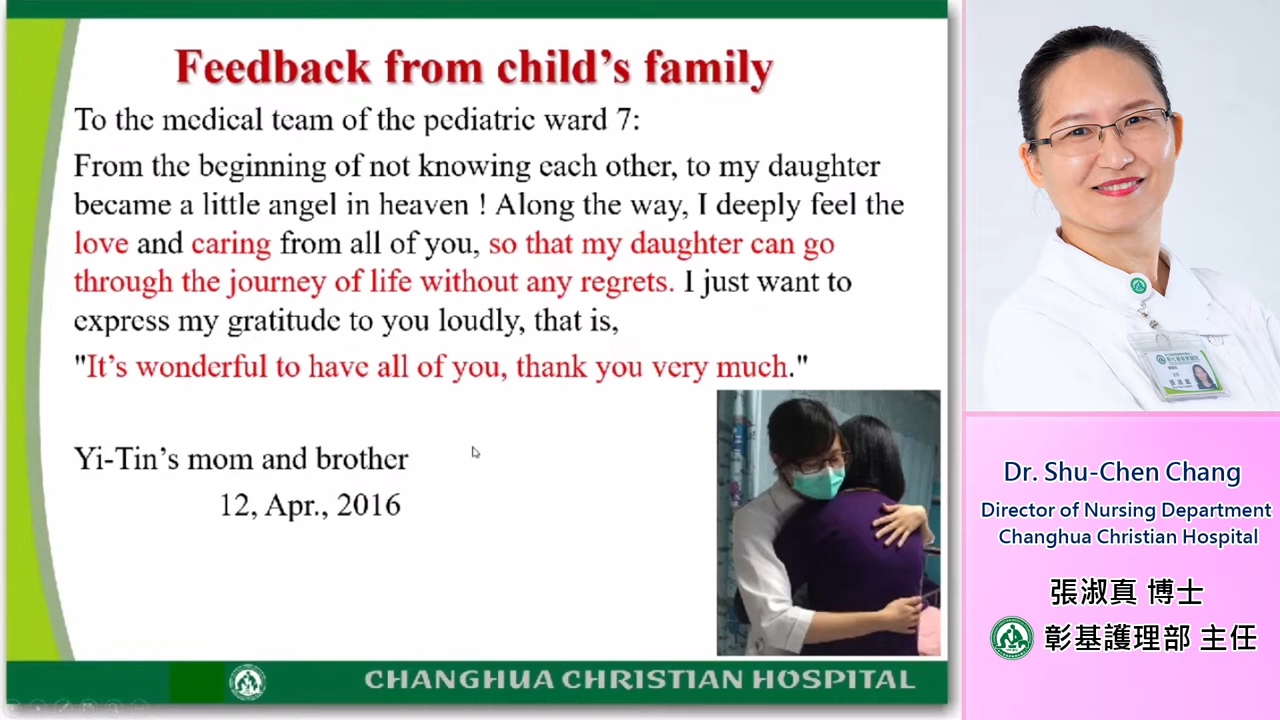 Feedback from child's family
To the medical team of the pediatric ward 7:
From the beginning of not knowing each other, to my daughter
became a little angel in heaven ! Along the way, I deeply feel the
love and caring from all of you, so that my daughter can go
through the journey of life without any regrets. I just want to
express my gratitude to you loudly, that is,
"It's wonderful to have all of you, thank you very much."
Yi-Tin's mom and brother
12, Apr., 2016
CHANGHUA CHRISTIAN HOSPITAL
Dr. Shu-Chen Chang
Director of Nursing Department
Changhua Christian Hospital
張淑真 博士
彰基護理部 主任